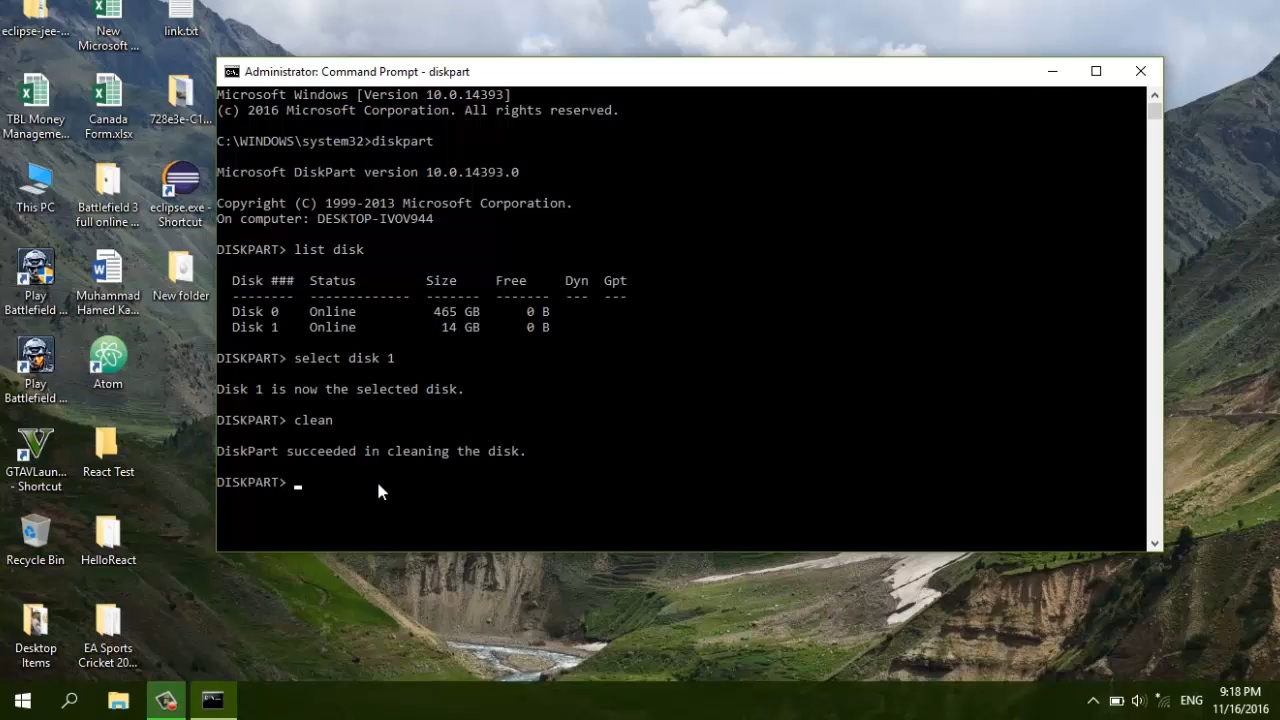 eclipse-jee-...
New
Microsoft ...
link.txt
TBL Money
Manageme...
Canada
Form.xlsx
728e3e-C1...
This PC
Battlefield 3
full online ...
eclipse.exe -
Shortcut
Play
Battlefield ...
Muhammad
Hamed Ka...
New folder
Play
Battlefield ...
Atom
GTAVLaun...
- Shortcut
React Test
Recycle Bin
HelloReact
Desktop
Items
EA Sports
Cricket 20...
Administrator: Command Prompt - diskpart
Microsoft Windows [Version 10.0.14393]
(c) 2016 Microsoft Corporation. All rights reserved.
C:\WINDOWS\system32>diskpart
Microsoft DiskPart version 10.0.14393.0
Copyright (C) 1999-2013 Microsoft Corporation.
On computer: DESKTOP-IVOV944
DISKPART> list disk
Disk ### Status Size Free Dyn Gpt
-------- ------------- ------- ------- --- ---
Disk 0 Online 465 GB 0 B
Disk 1 Online 14 GB 0 B
DISKPART> select disk 1
Disk 1 is now the selected disk.
DISKPART> clean
DiskPart succeeded in cleaning the disk.
DISKPART> _
ENG
9:18 PM
11/16/2016